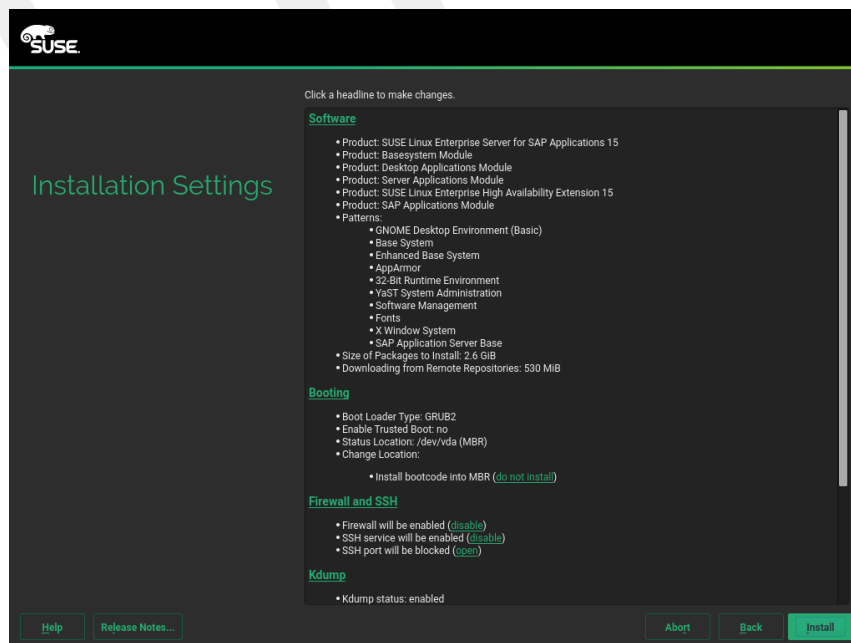 SUSE.
Click a headline to make changes.
Installation Settings
Software
• Product: SUSE Linux Enterprise Server for SAP Applications 15
• Product: Basesystem Module
• Product: Desktop Applications Module
• Product: Server Applications Module
• Product: SUSE Linux Enterprise High Availability Extension 15
• Product: SAP Applications Module
• Patterns:
• GNOME Desktop Environment (Basic)
• Base System
• Enhanced Base System
• AppArmor
• 32-Bit Runtime Environment
• YaST System Administration
• Software Management
• Fonts
• X Window System
• SAP Application Server Base
• Size of Packages to Install: 2.6 GiB
• Downloading from Remote Repositories: 530 MiB
Booting
• Boot Loader Type: GRUB2
• Enable Trusted Boot: no
• Status Location: /dev/vda (MBR)
• Change Location:
• Install bootcode into MBR (do not install)
Firewall and SSH
• Firewall will be enabled (disable)
• SSH service will be enabled (disable)
• SSH port will be blocked (open)
Kdump
• Kdump status: enabled
Help Release Notes... Abort Back Install